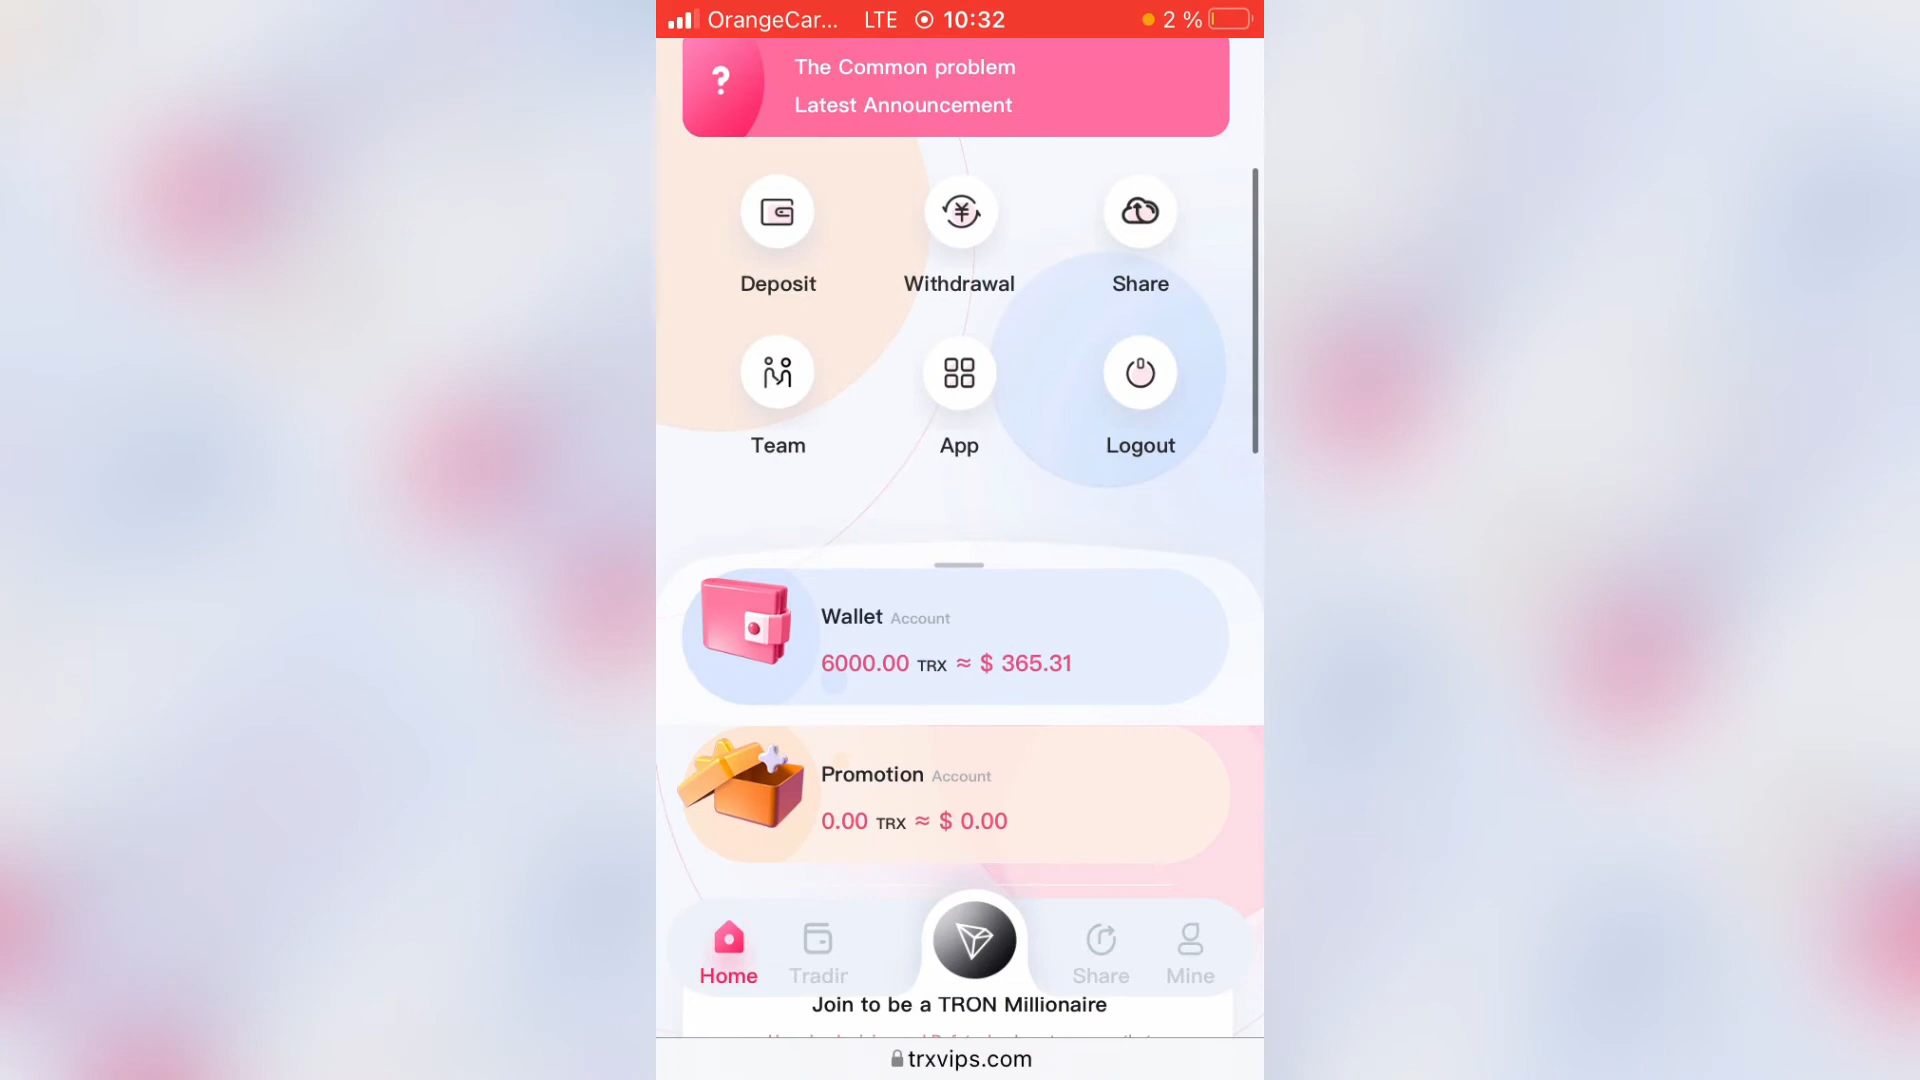 OrangeCar... LTE 10:32 2 %
?
The Common problem
Latest Announcement
Deposit Withdrawal Share
Team App Logout
Wallet Account
6000.00 TRX ≈ $ 365.31
Promotion Account
0.00 TRX ≈ $ 0.00
Home Tradir Share Mine
Join to be a TRON Millionaire
trxvips.com